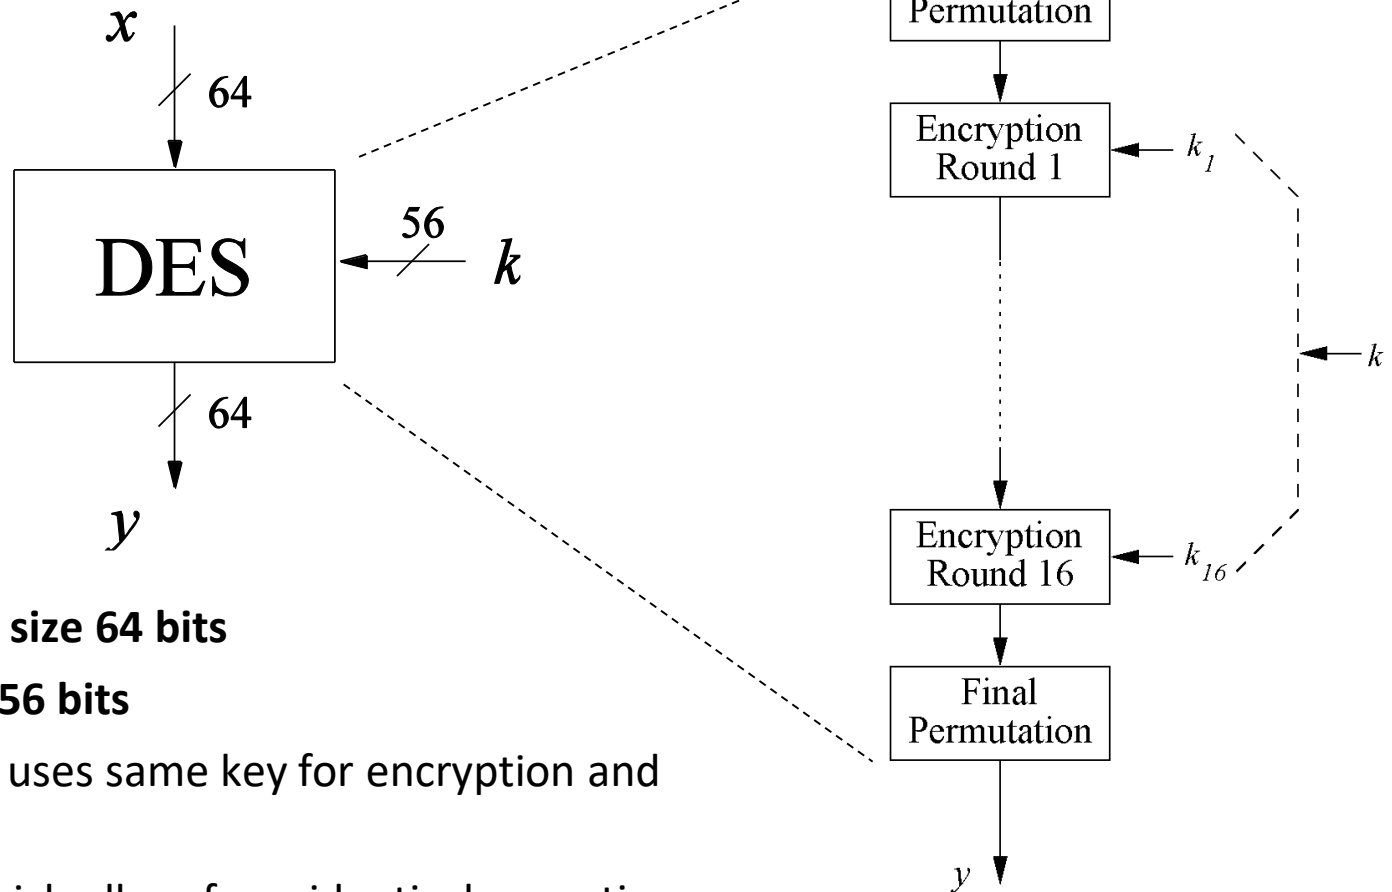 x
64
DES
56
k
64
y
size 64 bits
56 bits
uses same key for encryption and
Permutation
Encryption
Round 1
k1
k
Encryption
Round 16
k16
Final
Permutation
y